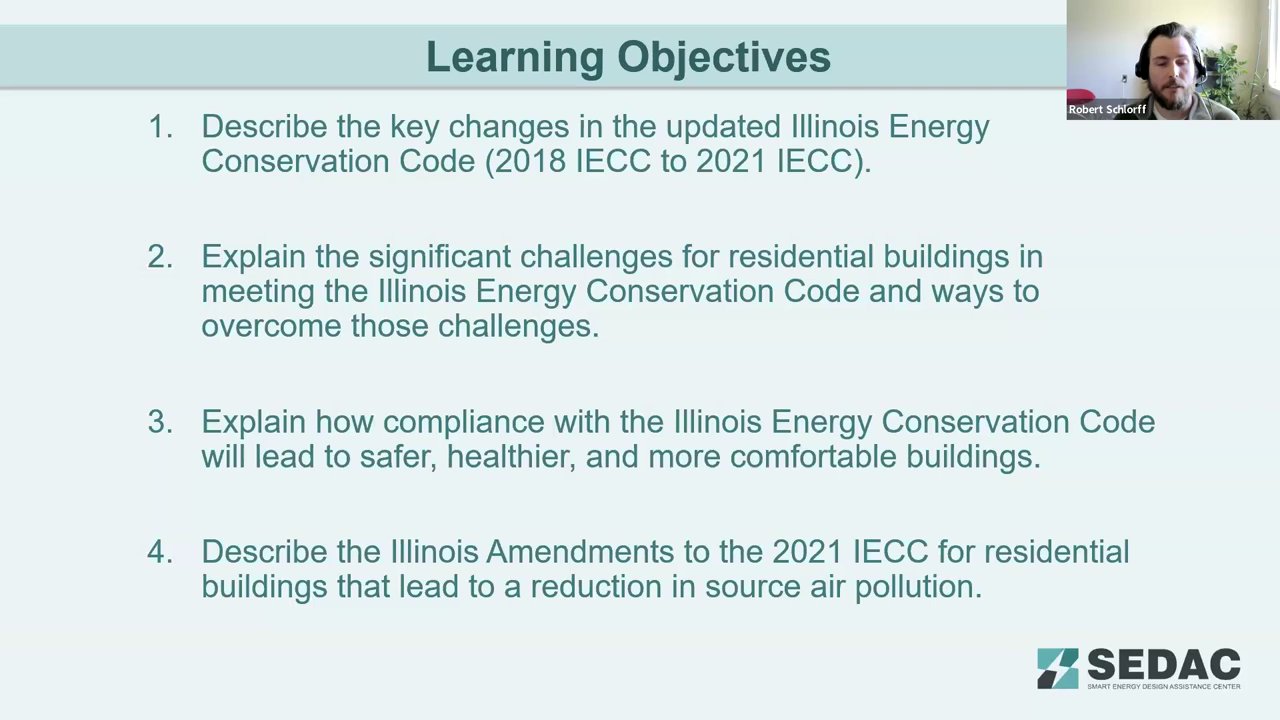 Learning Objectives
Robert Schlorff
1. Describe the key changes in the updated Illinois Energy
Conservation Code (2018 IECC to 2021 IECC).
2. Explain the significant challenges for residential buildings in
meeting the Illinois Energy Conservation Code and ways to
overcome those challenges.
3. Explain how compliance with the Illinois Energy Conservation Code
will lead to safer, healthier, and more comfortable buildings.
4. Describe the Illinois Amendments to the 2021 IECC for residential
buildings that lead to a reduction in source air pollution.
SEDAC
SMART ENERGY DESIGN ASSISTANCE CENTER